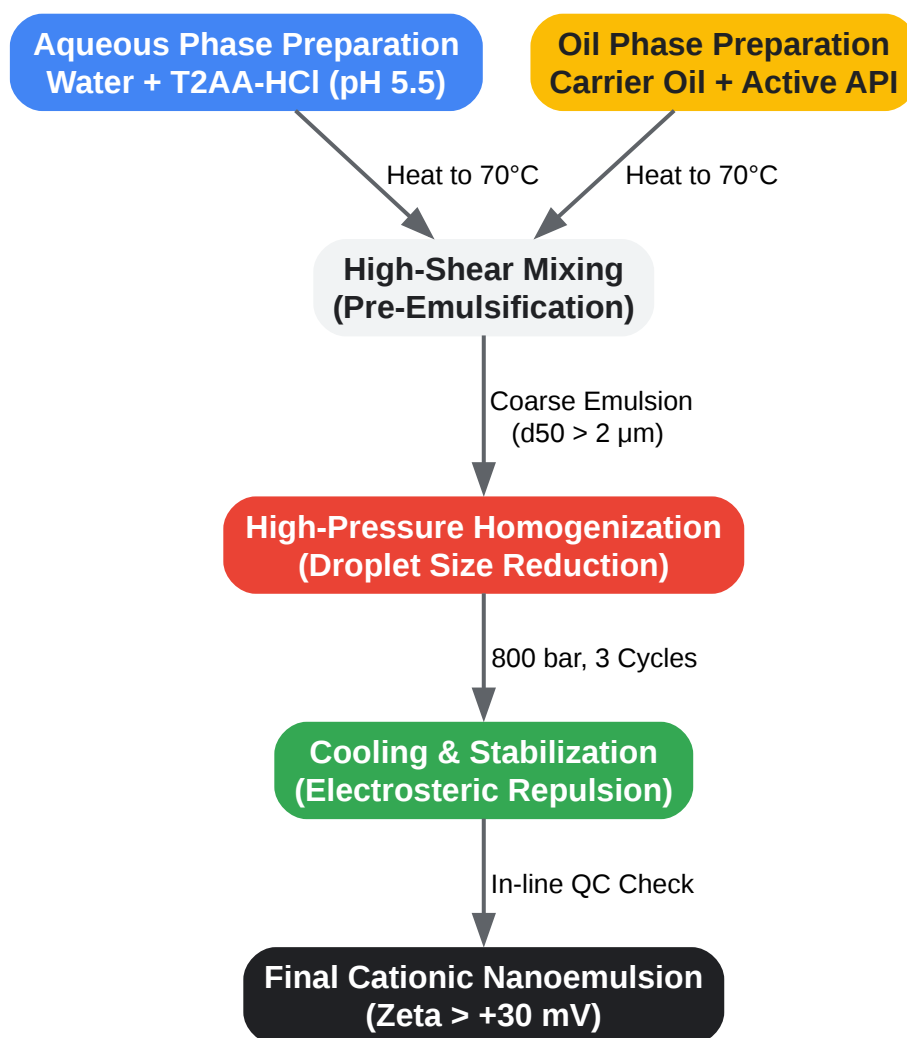 Aqueous Phase Preparation
Water + T2AA-HCl (pH 5.5)
Oil Phase Preparation
Carrier Oil + Active API
Heat to 70°C
Heat to 70°C
High-Shear Mixing
(Pre-Emulsification)
Coarse Emulsion
(d50 > 2 μm)
High-Pressure Homogenization
(Droplet Size Reduction)
800 bar, 3 Cycles
Cooling & Stabilization
(Electrosteric Repulsion)
In-line QC Check
Final Cationic Nanoemulsion
(Zeta > +30 mV)